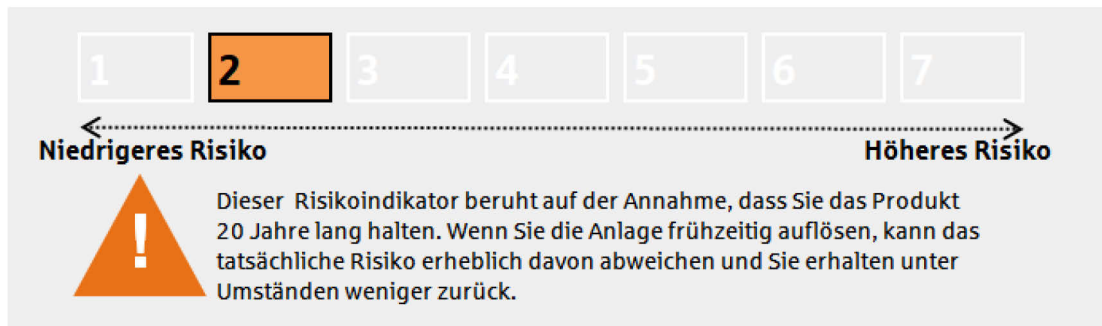 1 2 3 4 5 6 7
Niedrigeres Risiko Höheres Risiko
!
Dieser Risikoindikator beruht auf der Annahme, dass Sie das Produkt
20 Jahre lang halten. Wenn Sie die Anlage frühzeitig auflösen, kann das
tatsächliche Risiko erheblich davon abweichen und Sie erhalten unter
Umständen weniger zurück.